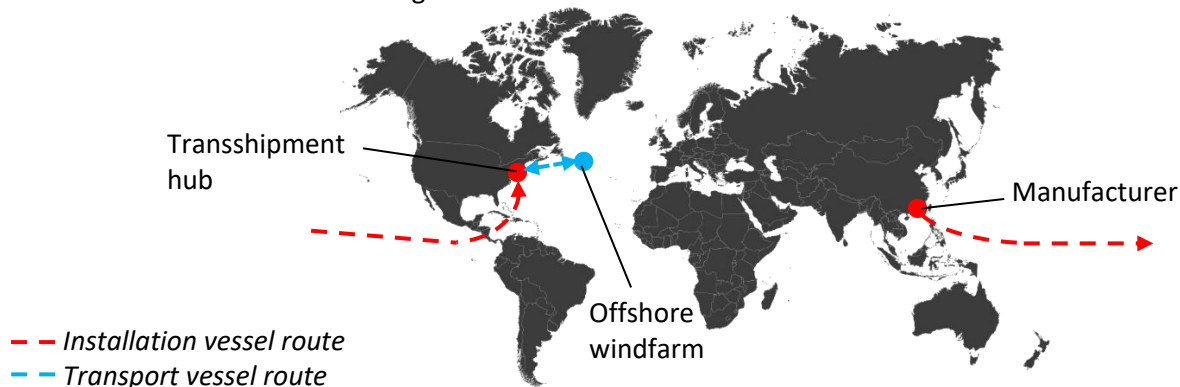 Transshipment
hub
Manufacturer
Offshore
windfarm
Installation vessel route
Transport vessel route